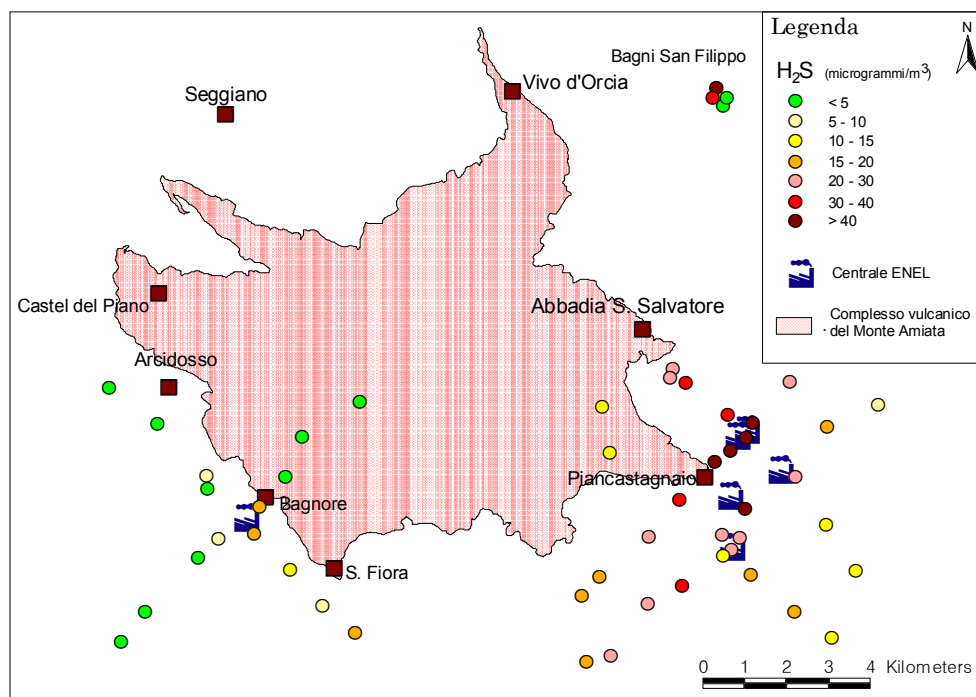 Legenda
N
H₂S (microgrammi/m³)
< 5
5 - 10
10 - 15
15 - 20
20 - 30
30 - 40
> 40
Centrale ENEL
Complesso vulcanico
del Monte Amiata
Bagni San Filippo
Vivo d'Orcia
Seggiano
Castel del Piano
Abbadia S. Salvatore
Arcidosso
Piancastagnaio
Bagnore
S. Fiora
0 1 2 3 4 Kilometers